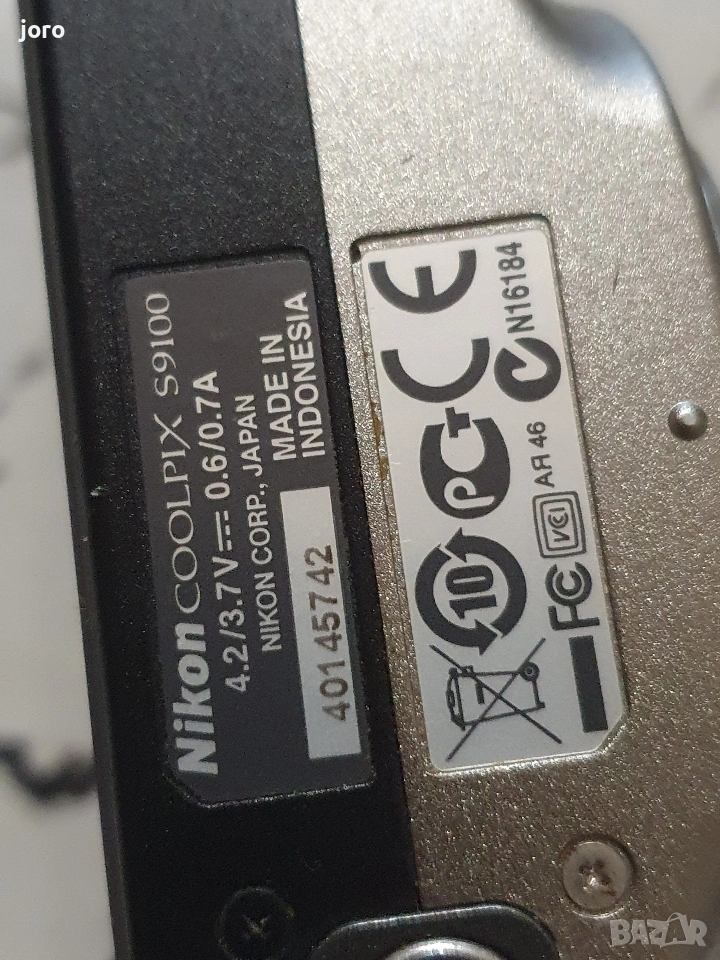 joro
Nikon COOLPIX S9100
4.2/3.7V⎓ 0.6/0.7A
NIKON CORP., JAPAN
MADE IN
INDONESIA
40145742
CE
10 PC
N16184
FC VCI АЯ 46
BAZAR